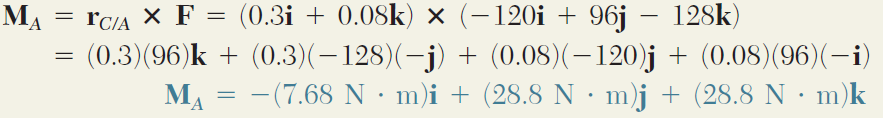 M_A = r_{C/A} × F = (0.3i + 0.08k) × (−120i + 96j − 128k)
= (0.3)(96)k + (0.3)(−128)(−j) + (0.08)(−120)j + (0.08)(96)(−i)
M_A = −(7.68 N · m)i + (28.8 N · m)j + (28.8 N · m)k